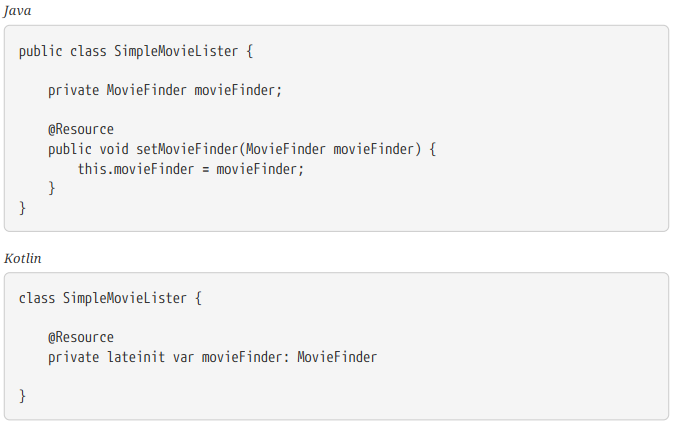 Java
public class SimpleMovieLister {
private MovieFinder movieFinder;
@Resource
public void setMovieFinder(MovieFinder movieFinder) {
this.movieFinder = movieFinder;
}
}
Kotlin
class SimpleMovieLister {
@Resource
private lateinit var movieFinder: MovieFinder
}